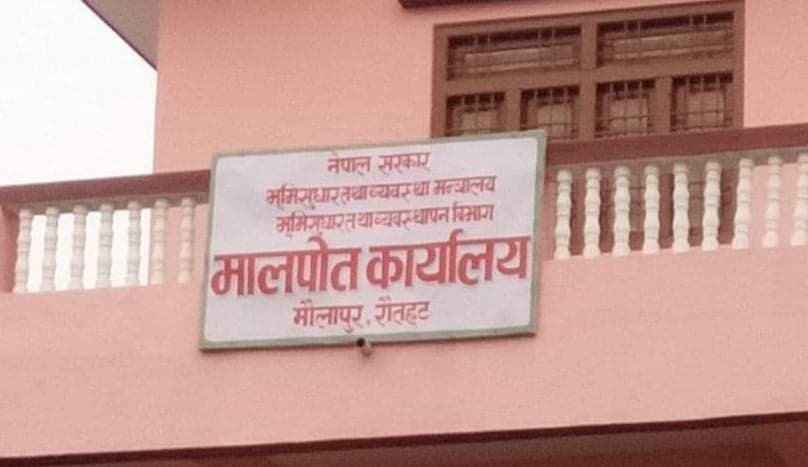 नेपाल सरकार
भूमिसुधार तथा व्यवस्था मन्त्रालय
भूमिसुधार तथा व्यवस्थापन विभाग
मालपोत कार्यालय
मौलापुर, रौतहट